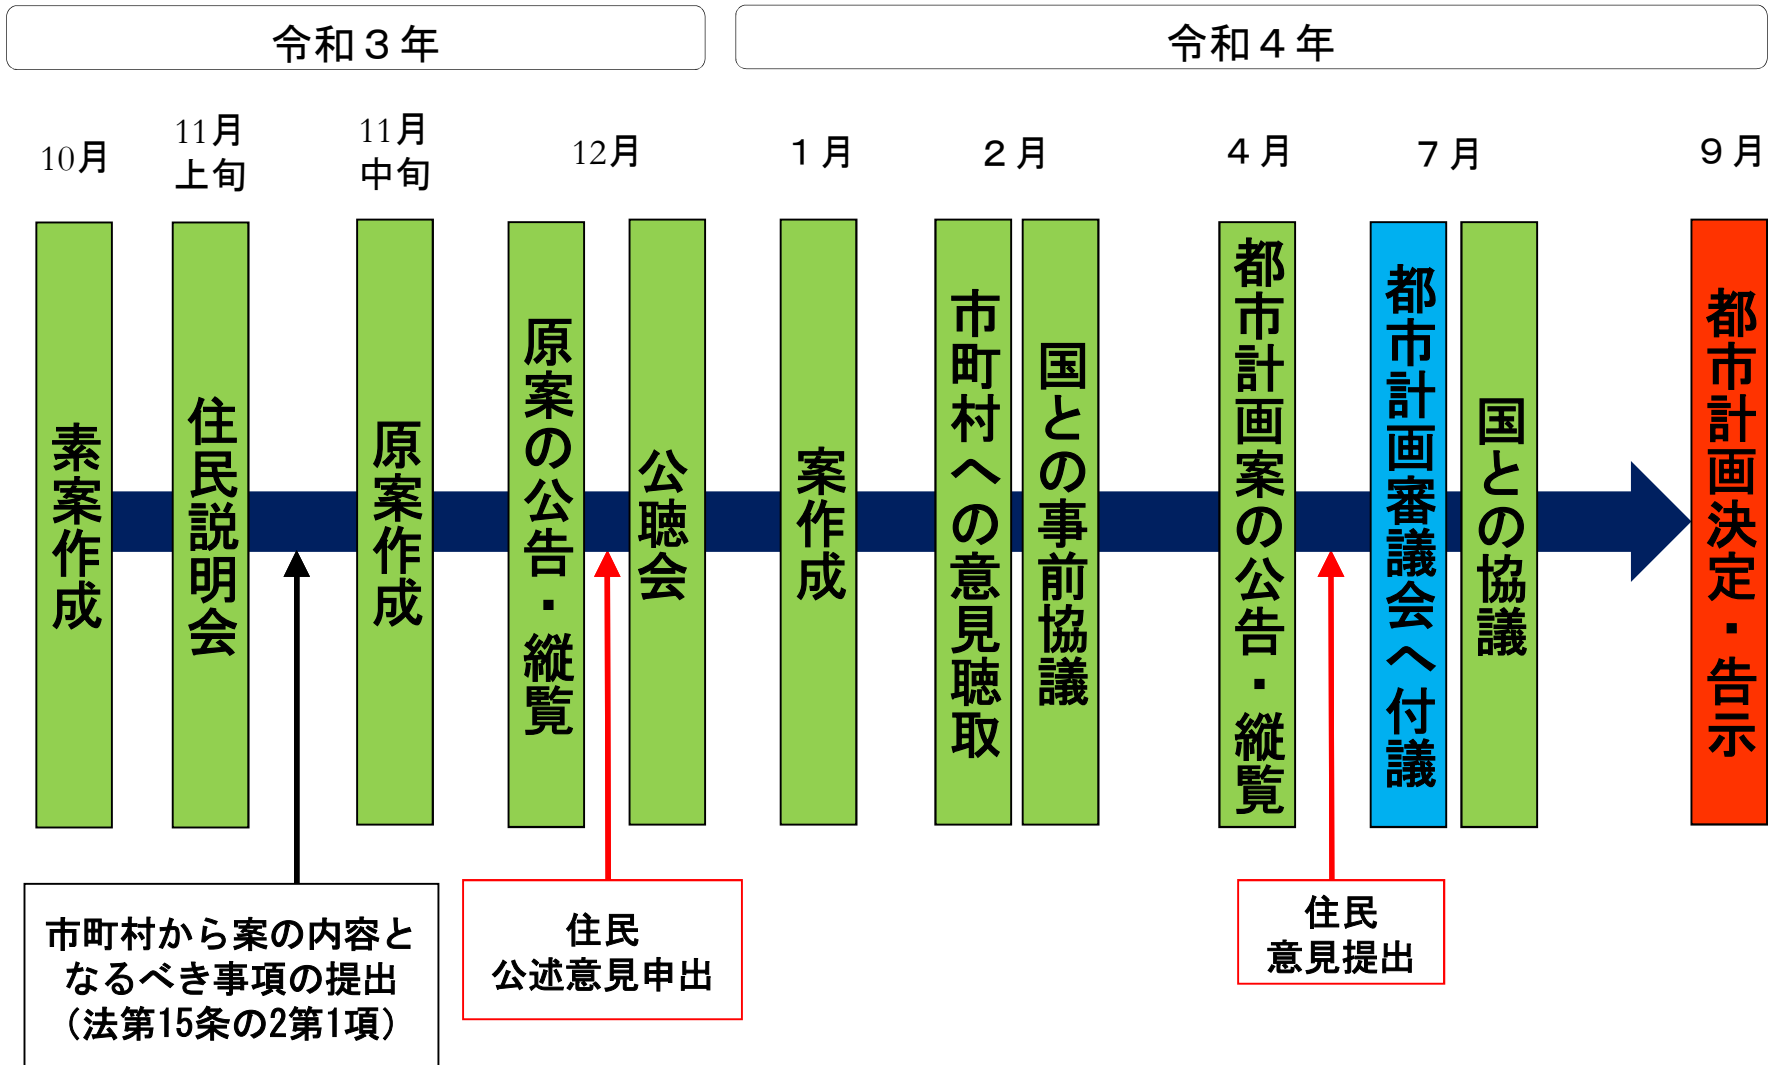 令和３年
令和４年
10月
11月
上旬
11月
中旬
12月
１月
２月
４月
７月
９月
素案作成
住民説明会
原案作成
原案の公告・縦覧
公聴会
案作成
市町村への意見聴取
国との事前協議
都市計画案の公告・縦覧
都市計画審議会へ付議
国との協議
都市計画決定・告示
市町村から案の内容と
なるべき事項の提出
（法第15条の2第1項）
住民
公述意見申出
住民
意見提出